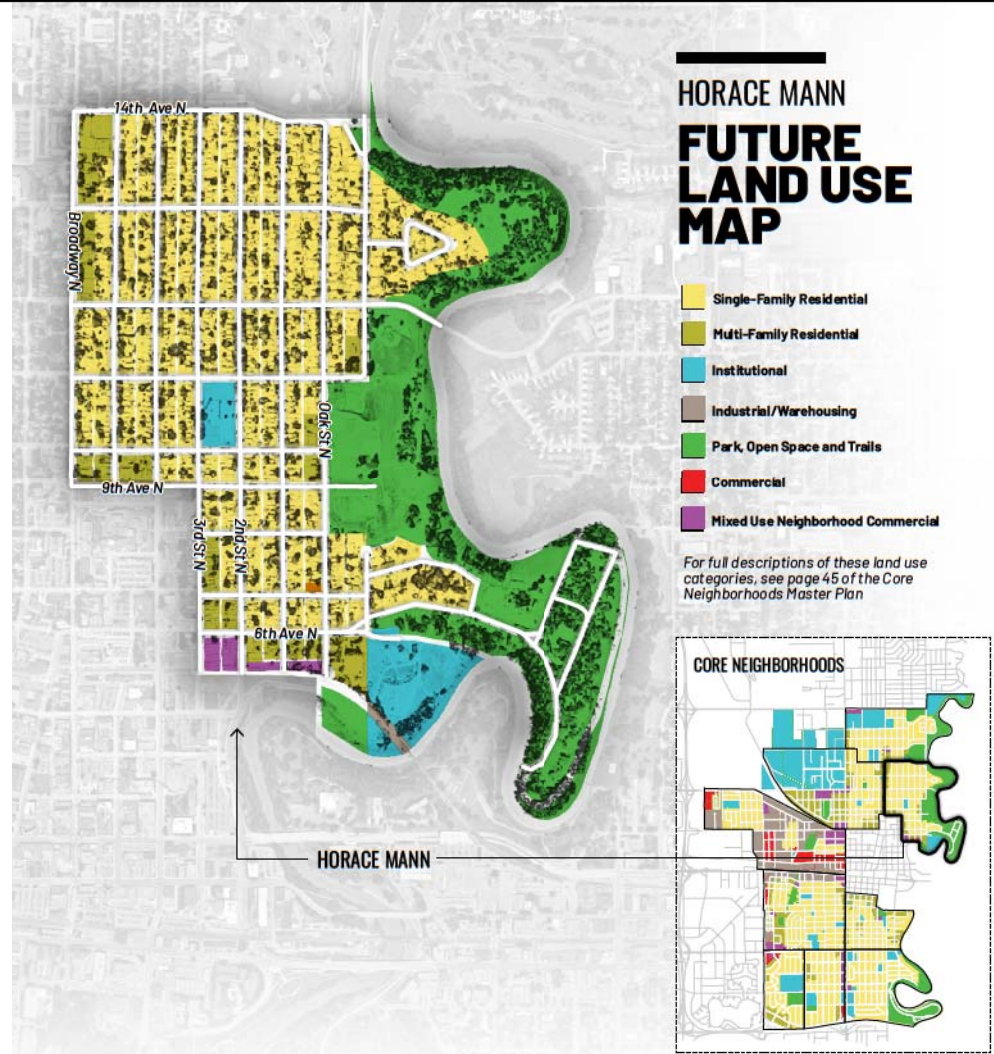 HORACE MANN
FUTURE
LAND USE
MAP
14th Ave N
Broadway N
Oak St N
9th Ave N
3rd St N
2nd St N
6th Ave N
Single-Family Residential
Multi-Family Residential
Institutional
Industrial/Warehousing
Park, Open Space and Trails
Commercial
Mixed Use Neighborhood Commercial
For full descriptions of these land use
categories, see page 45 of the Core
Neighborhoods Master Plan
CORE NEIGHBORHOODS
HORACE MANN